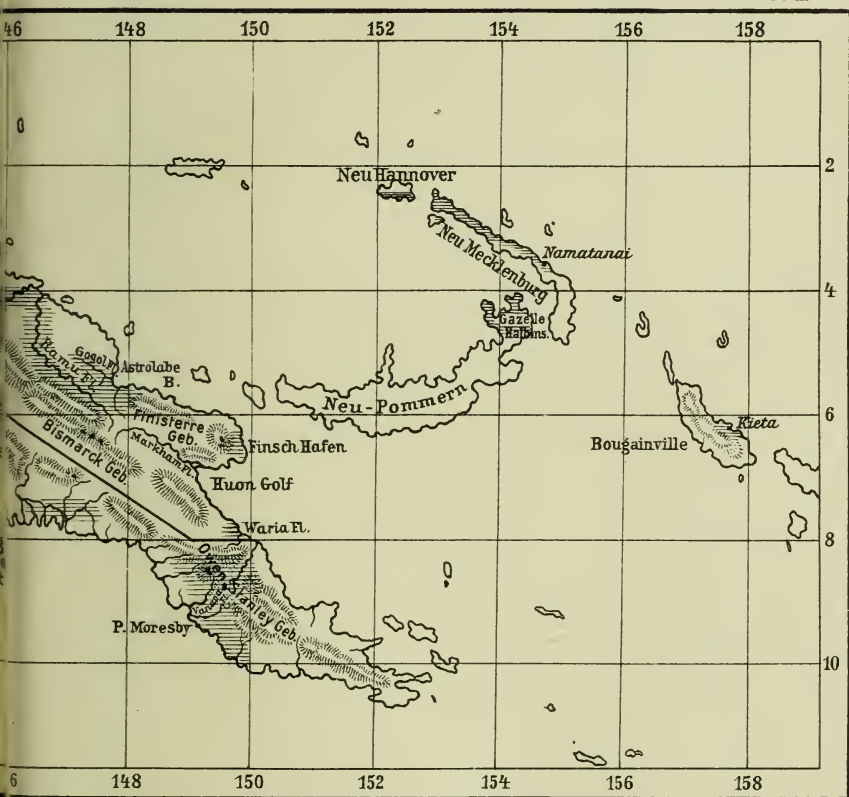 46 148 150 152 154 156 158
2
Neu Hannover
Neu Mecklenburg
Namatanai
4
Gazelle
Halbins.
Ramu Fl.
Gogol Fl.
Astrolabe
B.
Neu-Pommern
Finisterre
Geb.
6
Kieta
Bismarck Geb.
Markham Fl.
Finsch Hafen
Bougainville
Huon Golf
Waria Fl.
8
Owen Stanley Geb.
P. Moresby
10
6 148 150 152 154 156 158